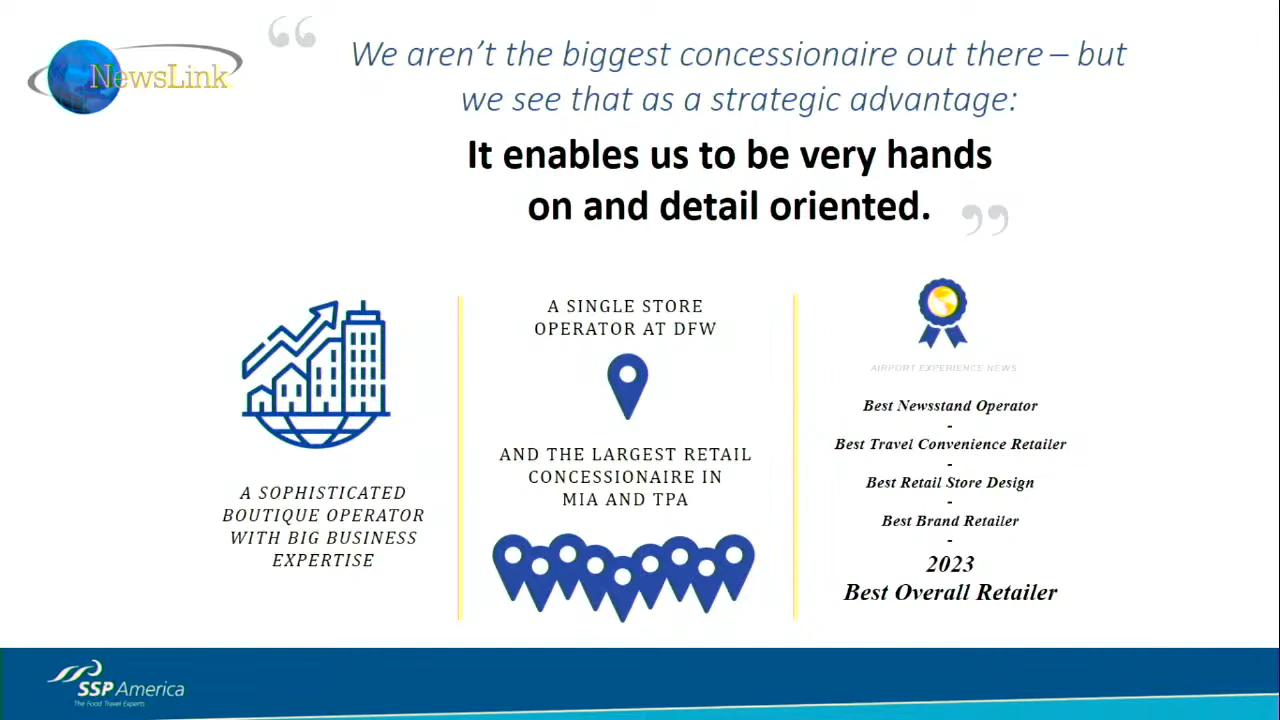 NewsLink
“ We aren’t the biggest concessionaire out there – but
we see that as a strategic advantage:
It enables us to be very hands
on and detail oriented. ”
A SOPHISTICATED
BOUTIQUE OPERATOR
WITH BIG BUSINESS
EXPERTISE
A SINGLE STORE
OPERATOR AT DFW
AND THE LARGEST RETAIL
CONCESSIONAIRE IN
MIA AND TPA
AIRPORT EXPERIENCE NEWS
Best Newsstand Operator
-
Best Travel Convenience Retailer
-
Best Retail Store Design
-
Best Brand Retailer
-
2023
Best Overall Retailer
SSP America
The Food Travel Experts